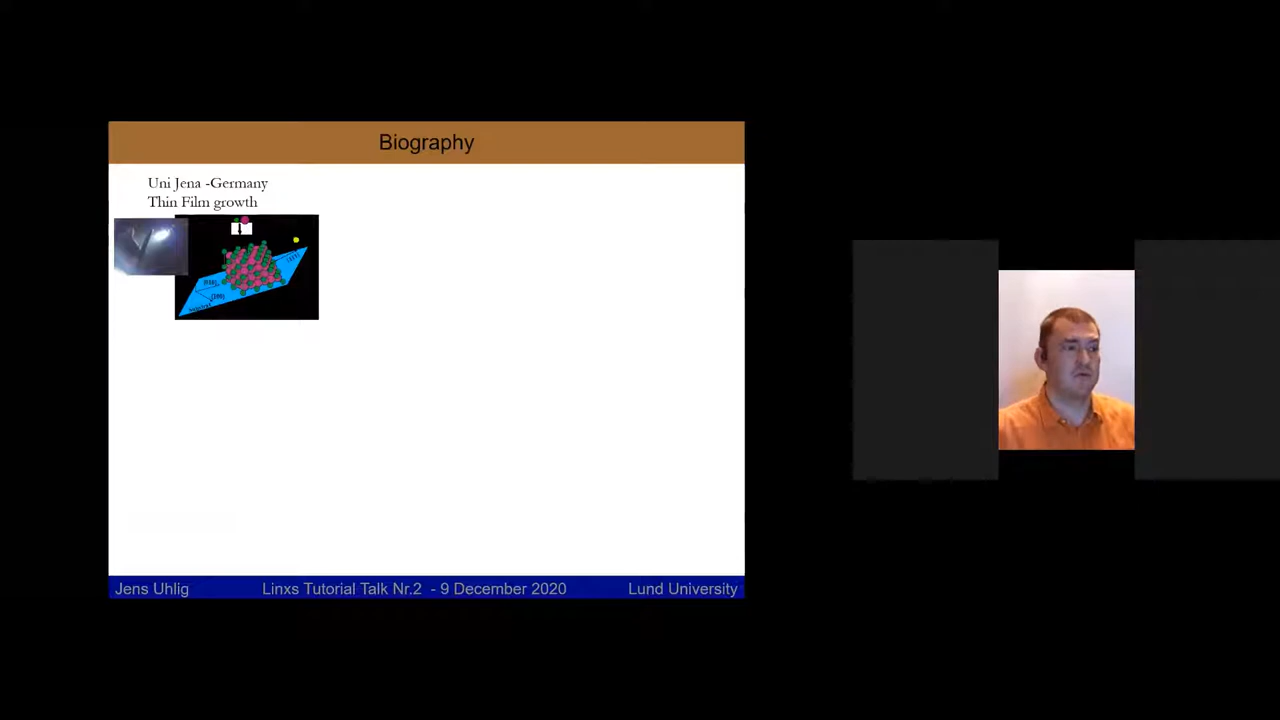 Biography
Uni Jena -Germany
Thin Film growth
Jens Uhlig
Linxs Tutorial Talk Nr.2 - 9 December 2020
Lund University